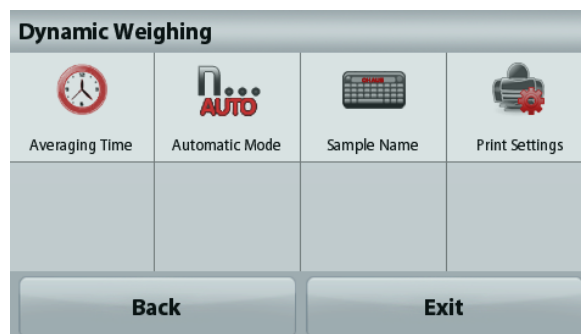 Dynamic Weighing
n... AUTO
Averaging Time
Automatic Mode
Sample Name
Print Settings
Back
Exit